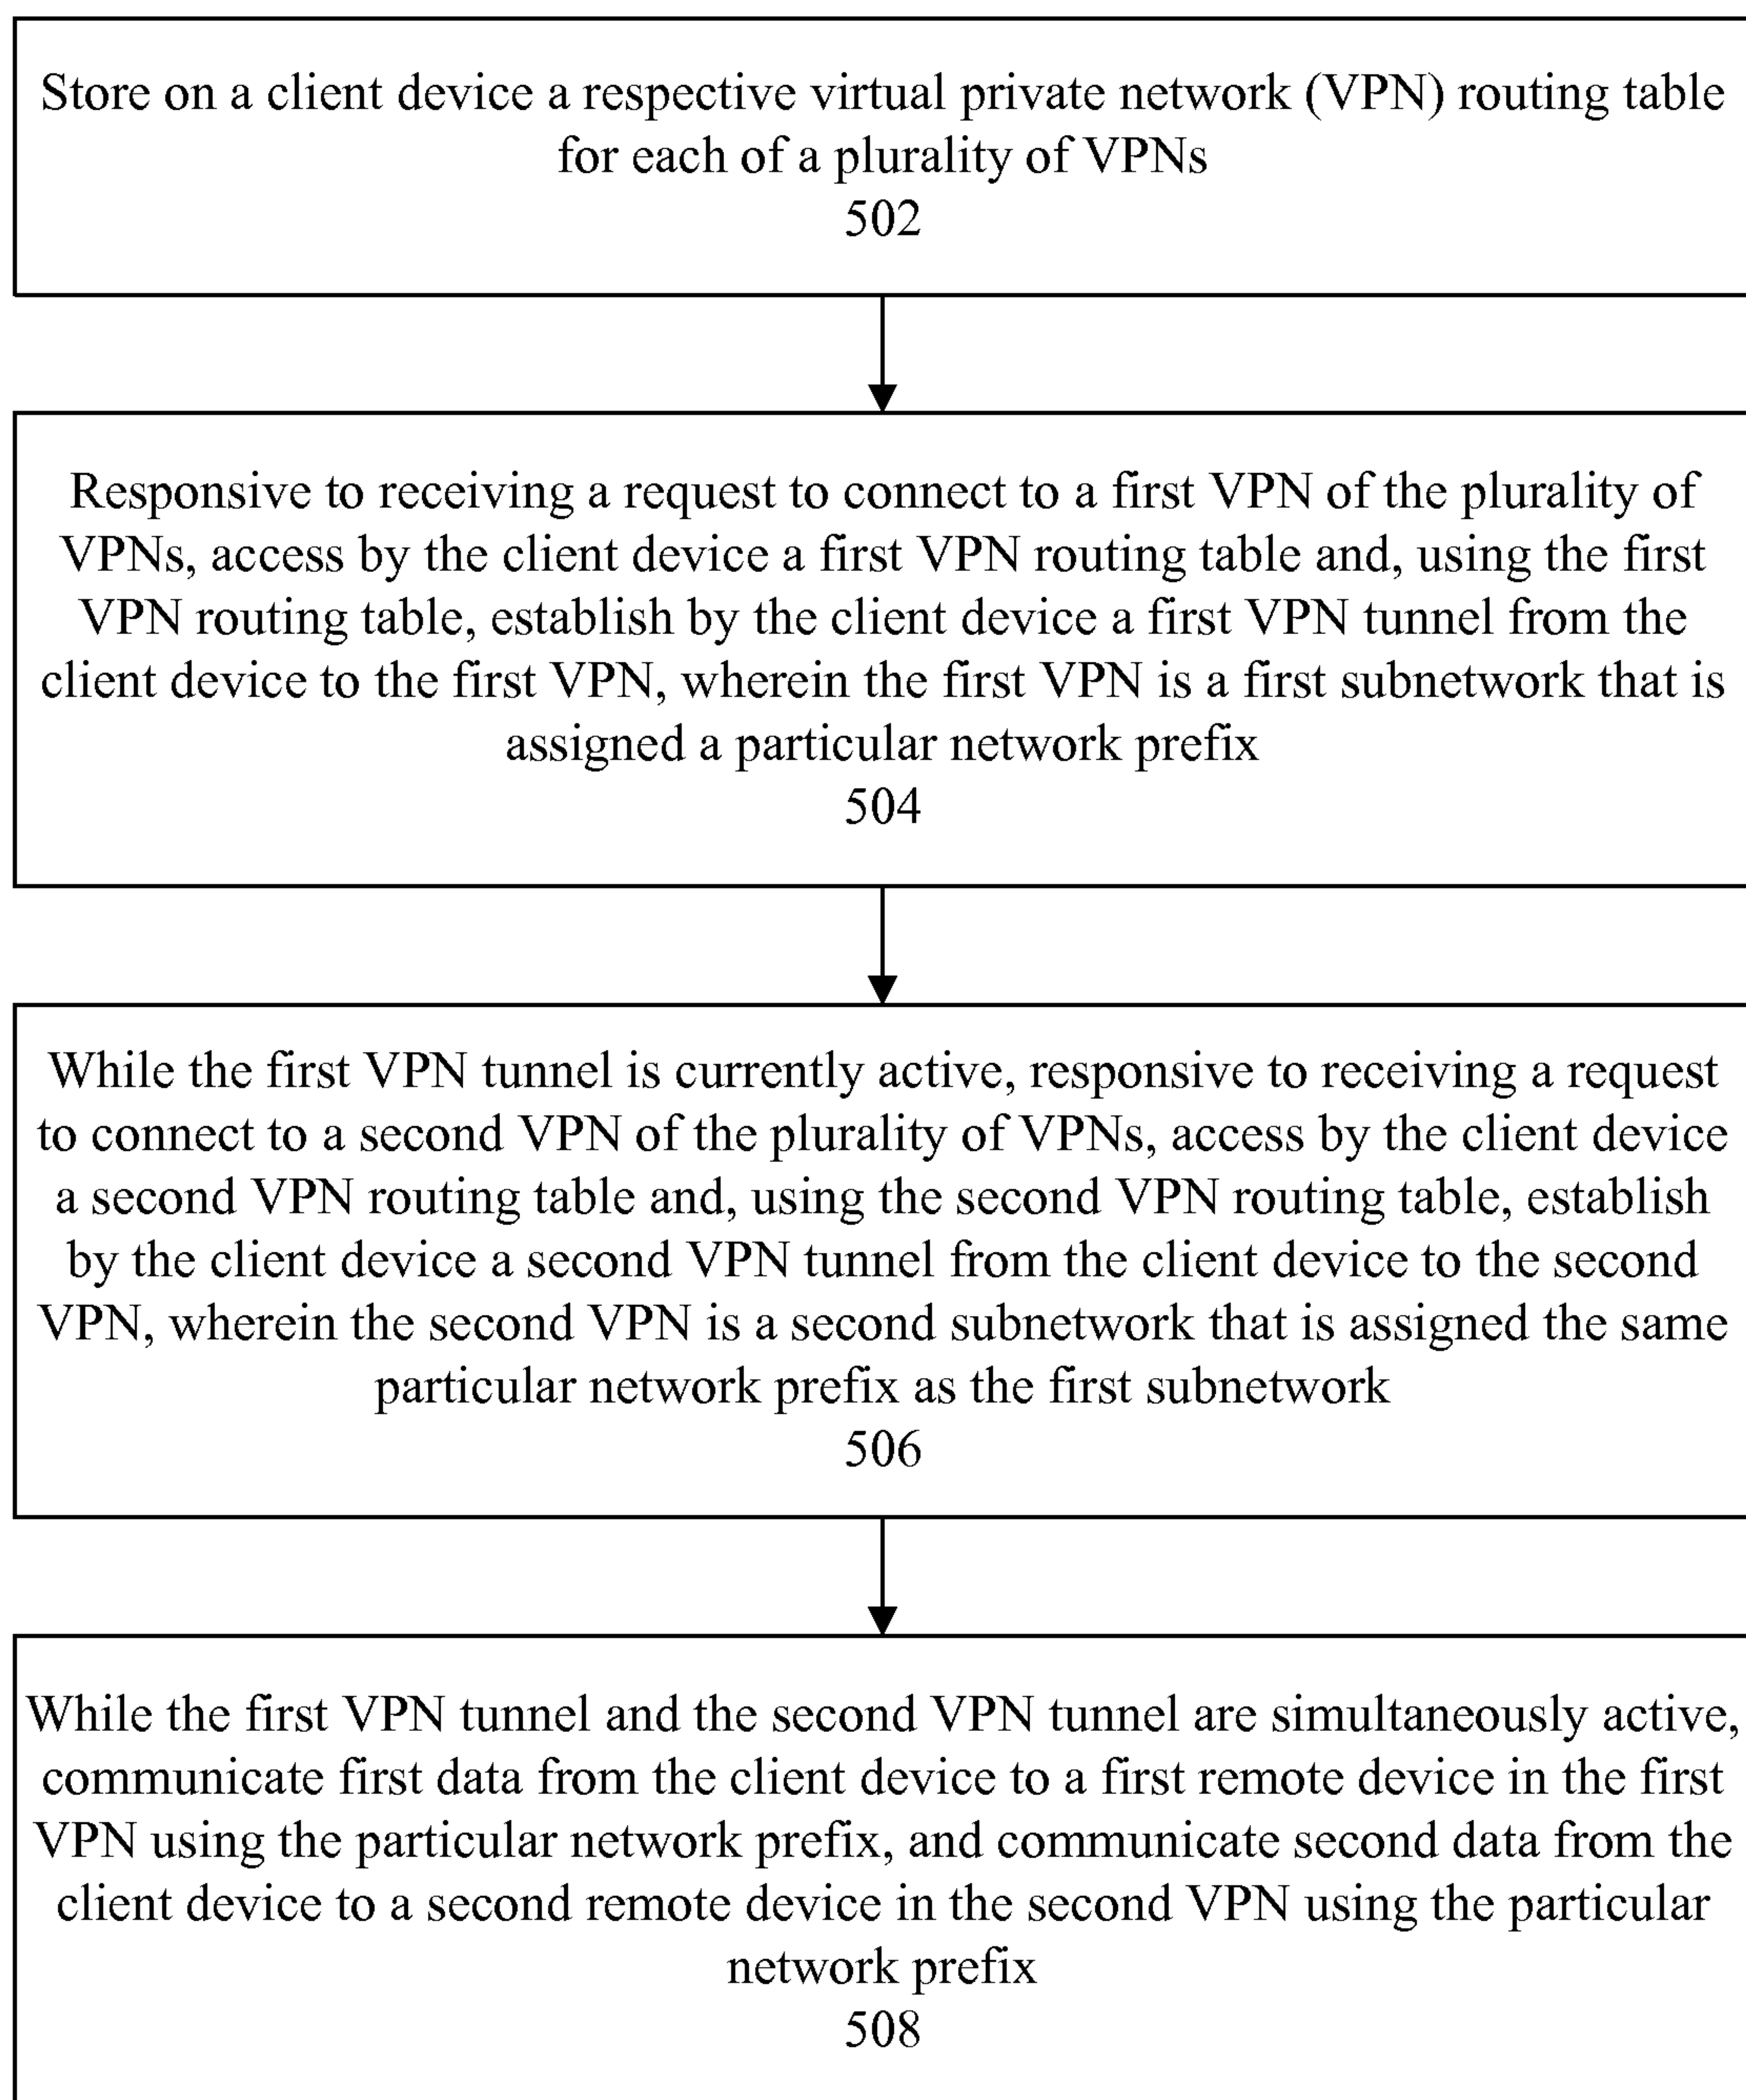 Store on a client device a respective virtual private network (VPN) routing table
for each of a plurality of VPNs
502
Responsive to receiving a request to connect to a first VPN of the plurality of
VPNs, access by the client device a first VPN routing table and, using the first
VPN routing table, establish by the client device a first VPN tunnel from the
client device to the first VPN, wherein the first VPN is a first subnetwork that is
assigned a particular network prefix
504
While the first VPN tunnel is currently active, responsive to receiving a request
to connect to a second VPN of the plurality of VPNs, access by the client device
a second VPN routing table and, using the second VPN routing table, establish
by the client device a second VPN tunnel from the client device to the second
VPN, wherein the second VPN is a second subnetwork that is assigned the same
particular network prefix as the first subnetwork
506
While the first VPN tunnel and the second VPN tunnel are simultaneously active,
communicate first data from the client device to a first remote device in the first
VPN using the particular network prefix, and communicate second data from the
client device to a second remote device in the second VPN using the particular
network prefix
508